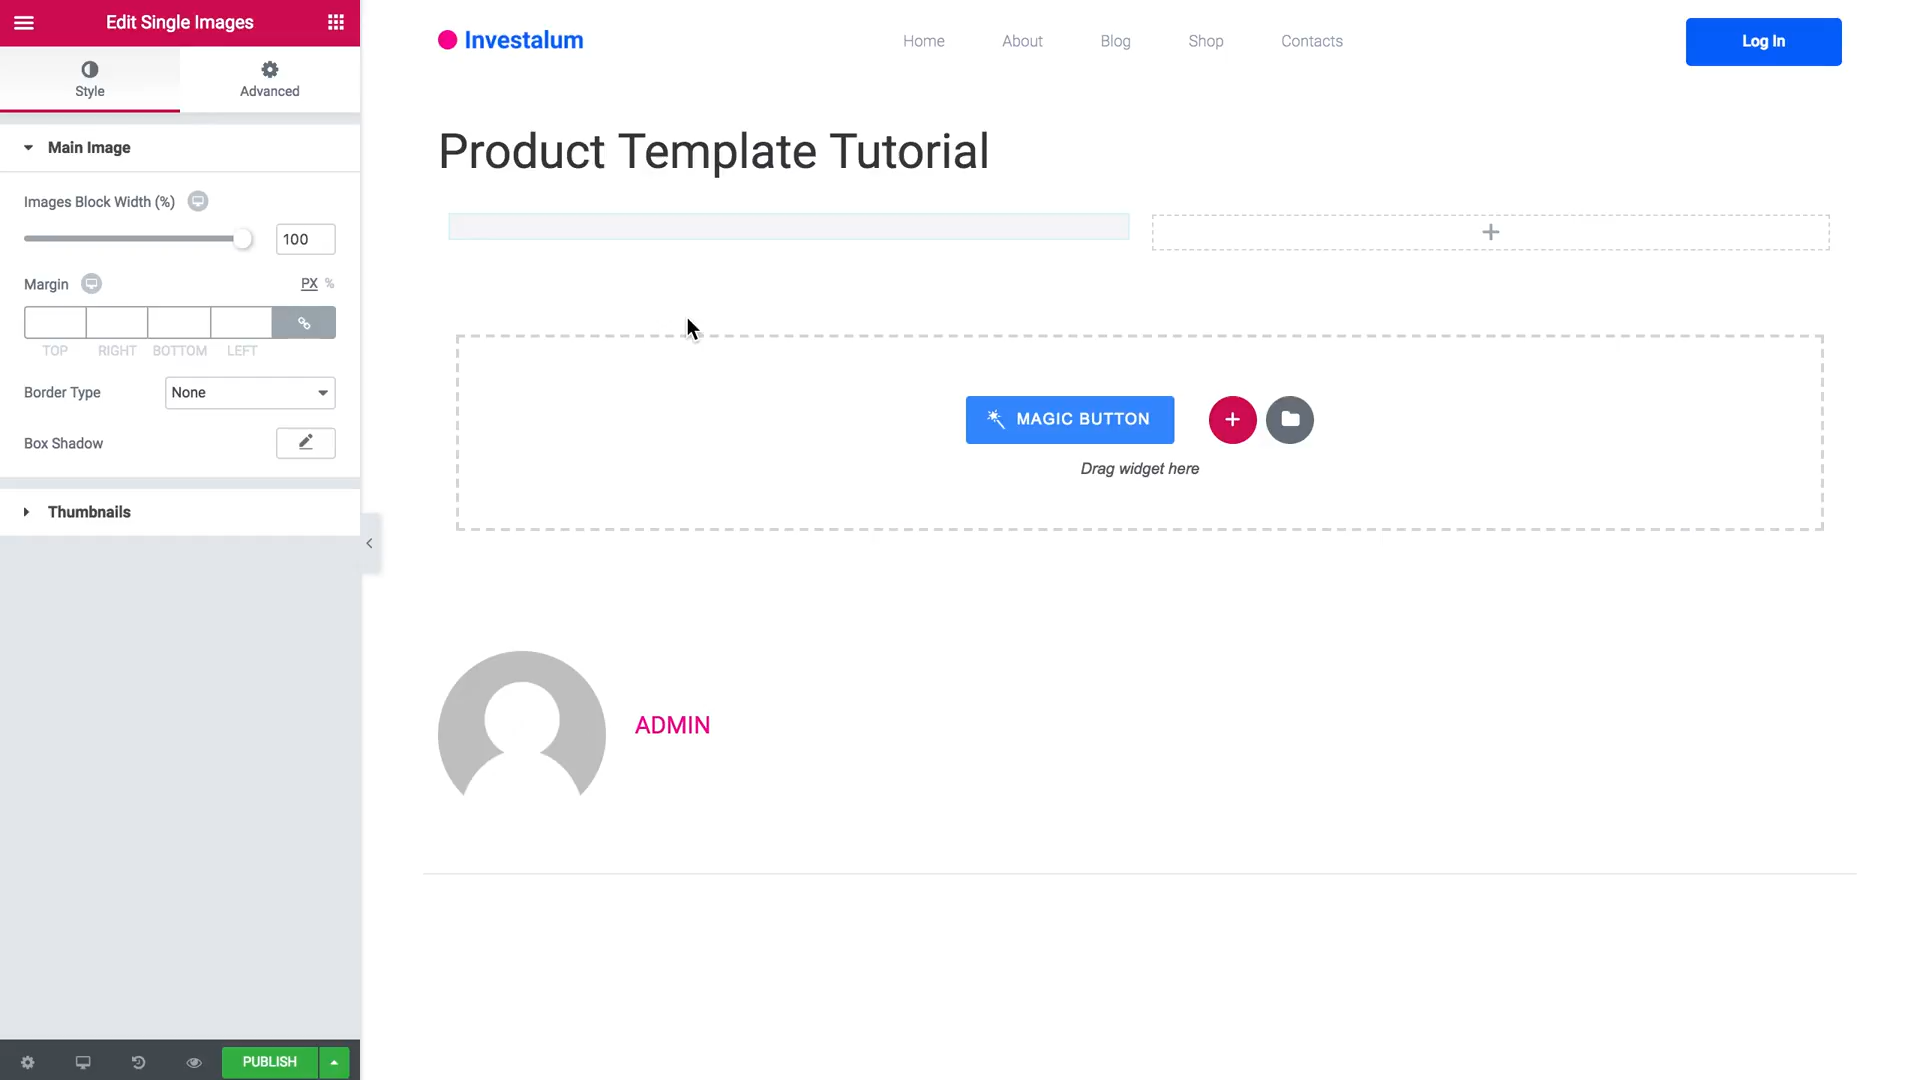 Edit Single Images
Style
Advanced
Main Image
Images Block Width (%)
100
Margin
PX %
TOP RIGHT BOTTOM LEFT
Border Type
None
Box Shadow
Thumbnails
PUBLISH
Investalum
Home About Blog Shop Contacts
Log In
Product Template Tutorial
MAGIC BUTTON
Drag widget here
ADMIN